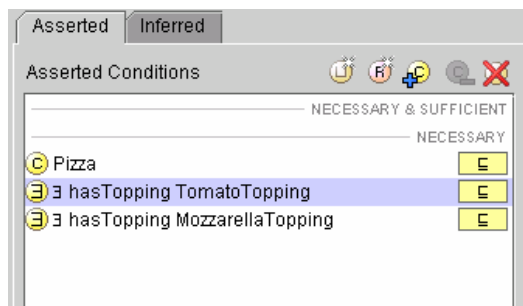 Asserted Inferred
Asserted Conditions
NECESSARY & SUFFICIENT
NECESSARY
C Pizza ⊑
∃ ∃ hasTopping TomatoTopping ⊑
∃ ∃ hasTopping MozzarellaTopping ⊑